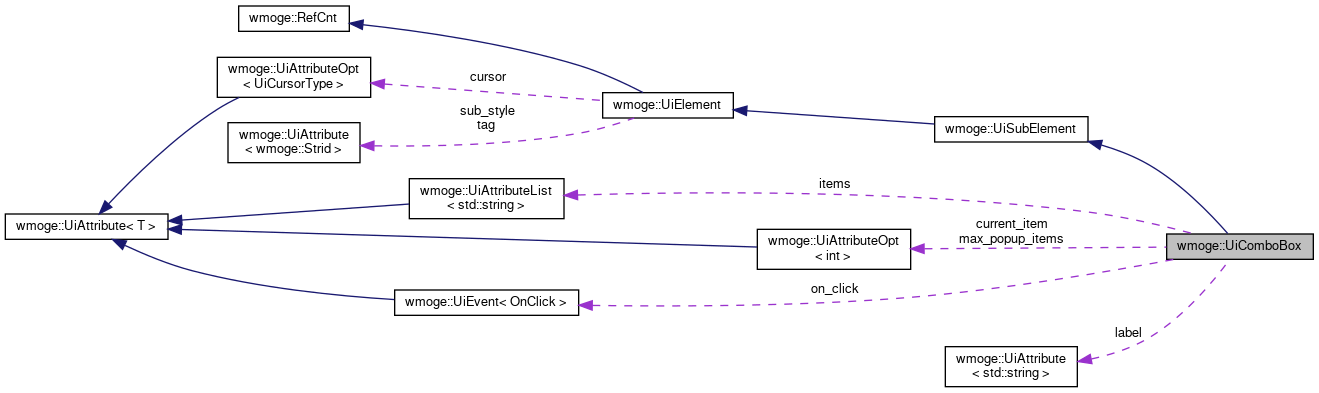 wmoge::RefCnt
wmoge::UiAttributeOpt
< UiCursorType >
cursor
wmoge::UiElement
sub_style
tag
wmoge::UiAttribute
< wmoge::Strid >
wmoge::UiSubElement
wmoge::UiAttributeList
< std::string >
items
wmoge::UiAttribute< T >
wmoge::UiAttributeOpt
< int >
current_item
max_popup_items
wmoge::UiComboBox
wmoge::UiEvent< OnClick >
on_click
label
wmoge::UiAttribute
< std::string >